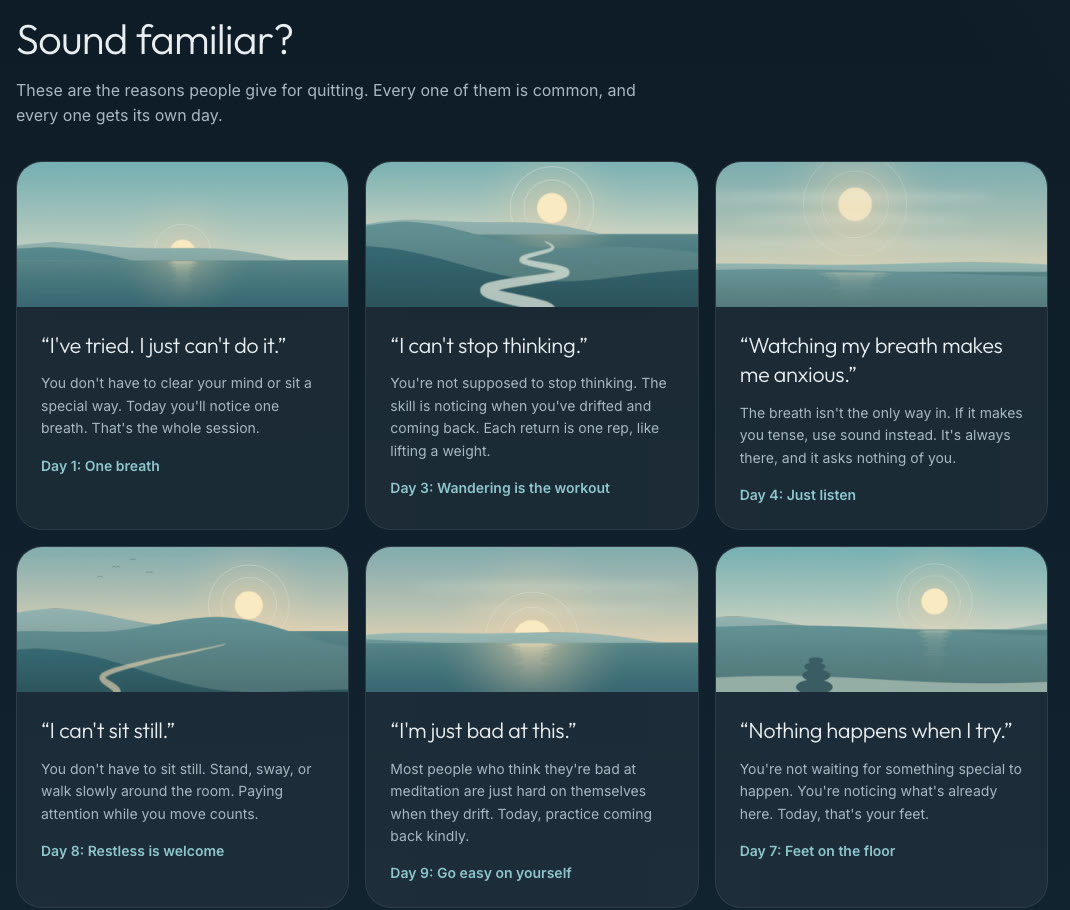 Sound familiar?
These are the reasons people give for quitting. Every one of them is common, and
every one gets its own day.
“I've tried. I just can't do it.”
You don't have to clear your mind or sit a
special way. Today you'll notice one
breath. That's the whole session.
Day 1: One breath
“I can't stop thinking.”
You're not supposed to stop thinking. The
skill is noticing when you've drifted and
coming back. Each return is one rep, like
lifting a weight.
Day 3: Wandering is the workout
“Watching my breath makes
me anxious.”
The breath isn't the only way in. If it makes
you tense, use sound instead. It's always
there, and it asks nothing of you.
Day 4: Just listen
“I can't sit still.”
You don't have to sit still. Stand, sway, or
walk slowly around the room. Paying
attention while you move counts.
Day 8: Restless is welcome
“I'm just bad at this.”
Most people who think they're bad at
meditation are just hard on themselves
when they drift. Today, practice coming
back kindly.
Day 9: Go easy on yourself
“Nothing happens when I try.”
You're not waiting for something special to
happen. You're noticing what's already
here. Today, that's your feet.
Day 7: Feet on the floor